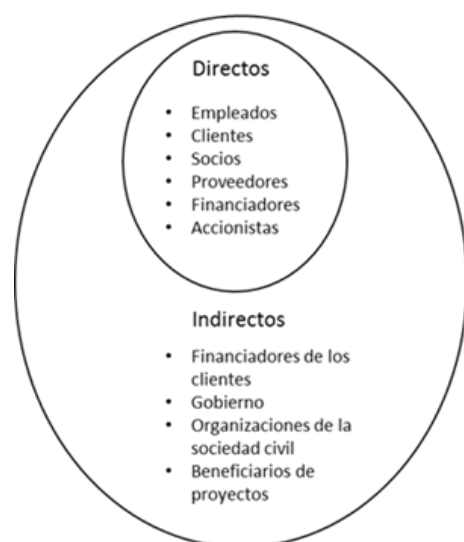 Directos
• Empleados
• Clientes
• Socios
• Proveedores
• Financiadores
• Accionistas
Indirectos
• Financiadores de los
clientes
• Gobierno
• Organizaciones de la
sociedad civil
• Beneficiarios de
proyectos